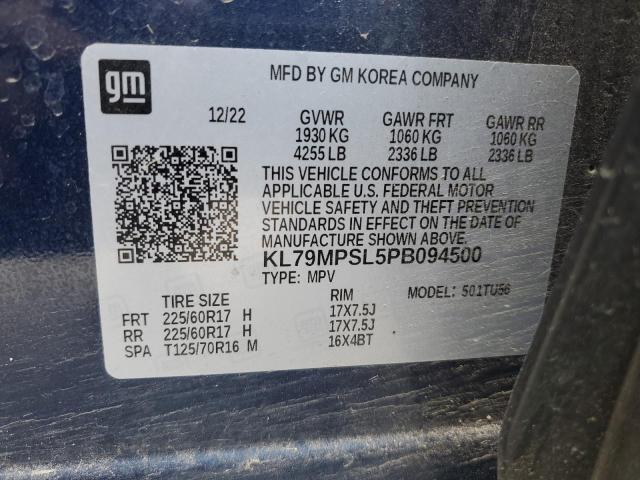 gm
MFD BY GM KOREA COMPANY
12/22 GVWR GAWR FRT GAWR RR
1930 KG 1060 KG 1060 KG
4255 LB 2336 LB 2336 LB
THIS VEHICLE CONFORMS TO ALL
APPLICABLE U.S. FEDERAL MOTOR
VEHICLE SAFETY AND THEFT PREVENTION
STANDARDS IN EFFECT ON THE DATE OF
MANUFACTURE SHOWN ABOVE.
KL79MPSL5PB094500
TYPE: MPV MODEL: 501TU56
TIRE SIZE RIM
FRT 225/60R17 H 17X7.5J
RR 225/60R17 H 17X7.5J
SPA T125/70R16 M 16X4BT